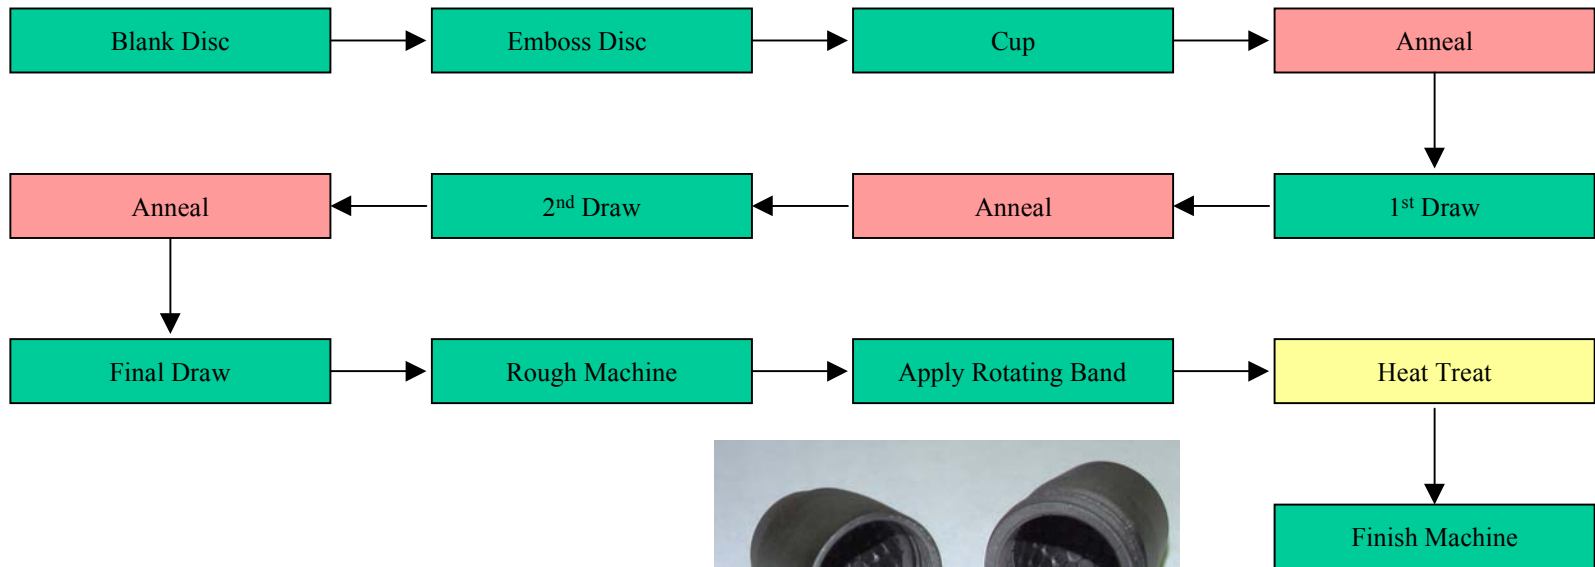 Blank Disc
Emboss Disc
Cup
Anneal
Anneal
2nd Draw
Anneal
1st Draw
Final Draw
Rough Machine
Apply Rotating Band
Heat Treat
Finish Machine